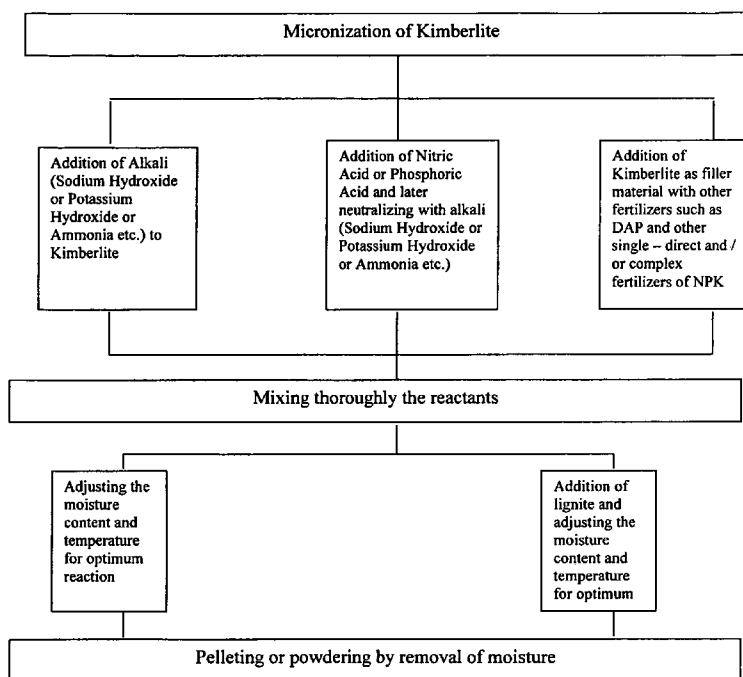 Micronization of Kimberlite
Addition of Alkali
(Sodium Hydroxide
or Potassium
Hydroxide or
Ammonia etc.) to
Kimberlite
Addition of Nitric
Acid or Phosphoric
Acid and later
neutralizing with alkali
(Sodium Hydroxide or
Potassium Hydroxide
or Ammonia etc.)
Addition of
Kimberlite as filler
material with other
fertilizers such as
DAP and other
single – direct and /
or complex
fertilizers of NPK
Mixing thoroughly the reactants
Adjusting the
moisture
content and
temperature
for optimum
reaction
Addition of
lignite and
adjusting the
moisture
content and
temperature
for optimum
Pelleting or powdering by removal of moisture